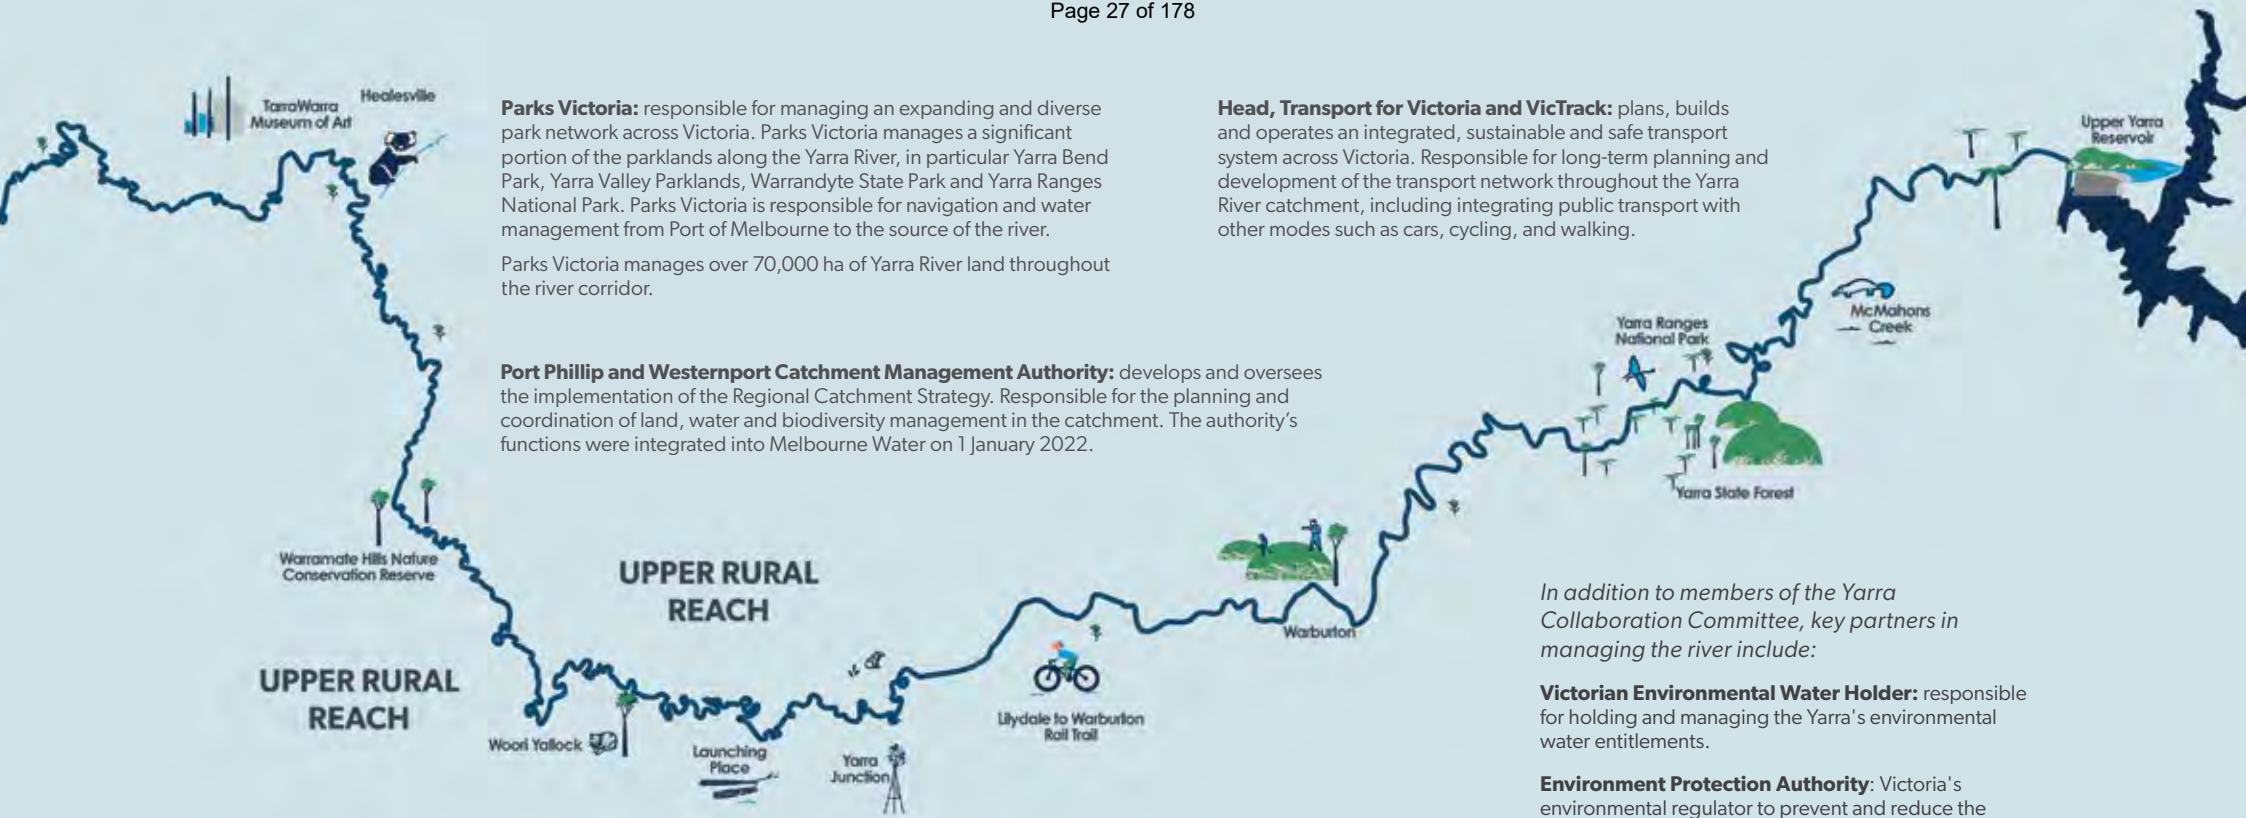 Page 27 of 178
TarraWarra
Museum of Art
Healesville
Parks Victoria: responsible for managing an expanding and diverse
park network across Victoria. Parks Victoria manages a significant
portion of the parklands along the Yarra River, in particular Yarra Bend
Park, Yarra Valley Parklands, Warrandyte State Park and Yarra Ranges
National Park. Parks Victoria is responsible for navigation and water
management from Port of Melbourne to the source of the river.
Parks Victoria manages over 70,000 ha of Yarra River land throughout
the river corridor.
Port Phillip and Westernport Catchment Management Authority: develops and oversees
the implementation of the Regional Catchment Strategy. Responsible for the planning and
coordination of land, water and biodiversity management in the catchment. The authority’s
functions were integrated into Melbourne Water on 1 January 2022.
Head, Transport for Victoria and VicTrack: plans, builds
and operates an integrated, sustainable and safe transport
system across Victoria. Responsible for long-term planning and
development of the transport network throughout the Yarra
River catchment, including integrating public transport with
other modes such as cars, cycling, and walking.
Upper Yarra
Reservoir
McMahons
Creek
Yarra Ranges
National Park
Yarra State Forest
Warramate Hills Nature
Conservation Reserve
UPPER RURAL
REACH
UPPER RURAL
REACH
Warburton
Lilydale to Warburton
Rail Trail
Woori Yallock
Launching
Place
Yarra
Junction
In addition to members of the Yarra
Collaboration Committee, key partners in
managing the river include:
Victorian Environmental Water Holder: responsible
for holding and managing the Yarra's environmental
water entitlements.
Environment Protection Authority: Victoria's
environmental regulator to prevent and reduce the